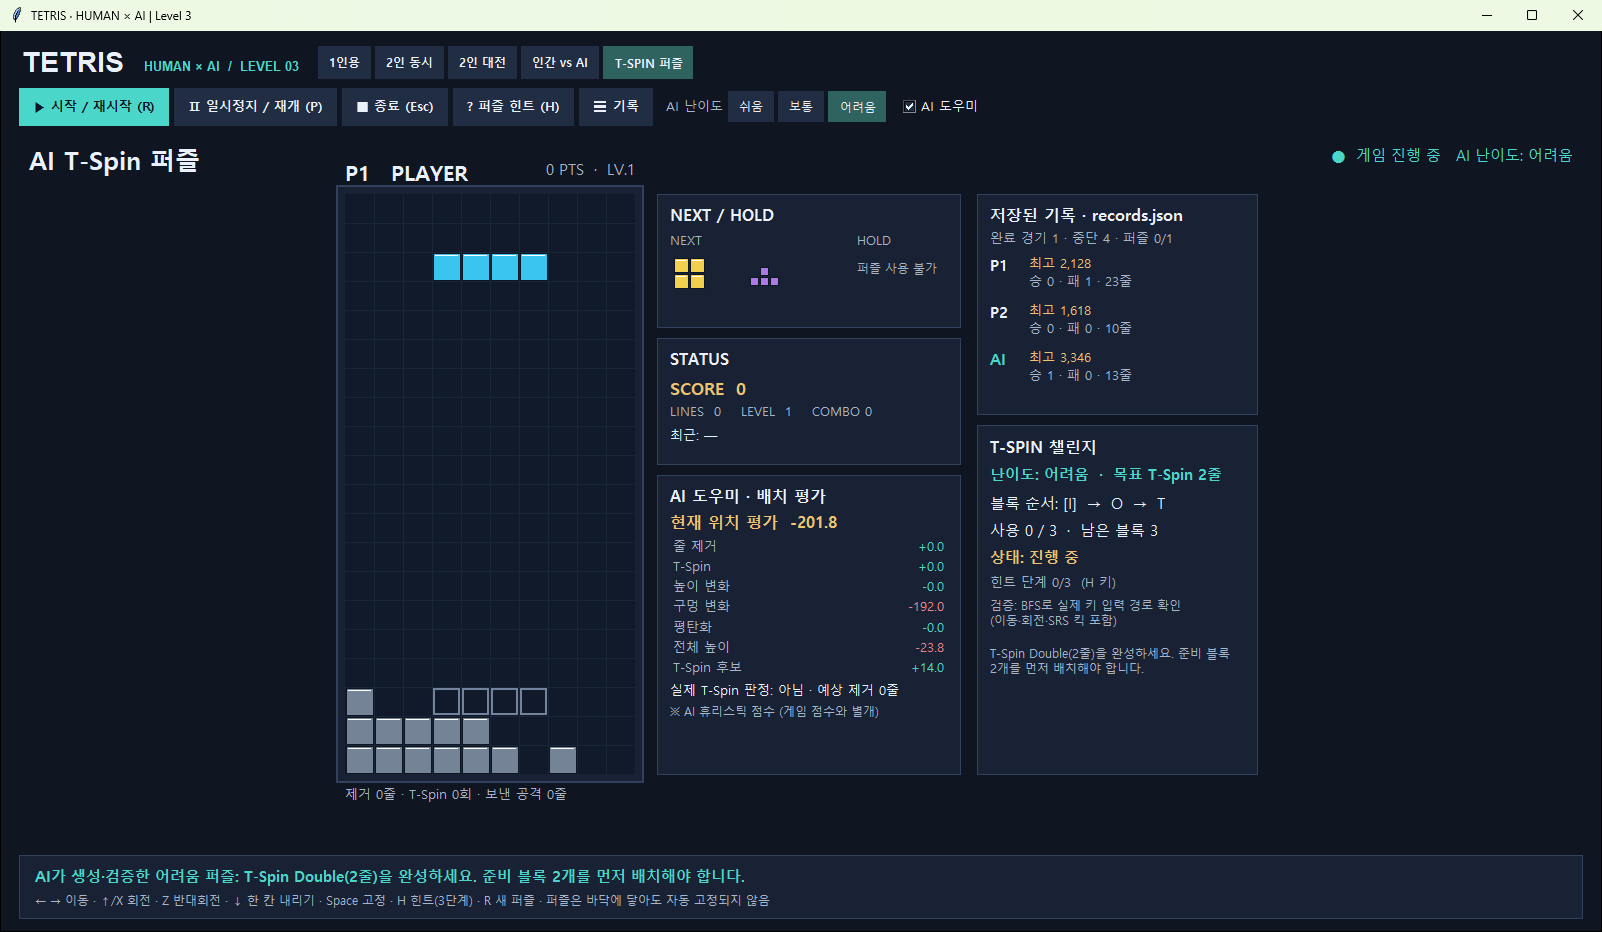 TETRIS · HUMAN × AI | Level 3
TETRIS HUMAN × AI / LEVEL 03 1인용 2인 동시 2인 대전 인간 vs AI T-SPIN 퍼즐
▶ 시작 / 재시작 (R) II 일시정지 / 재개 (P) ■ 종료 (Esc) ? 퍼즐 힌트 (H) ☰ 기록 AI 난이도 쉬움 보통 어려움 AI 도우미
AI T-Spin 퍼즐
● 게임 진행 중 AI 난이도: 어려움
P1 PLAYER 0 PTS · LV.1
제거 0줄 · T-Spin 0회 · 보낸 공격 0줄
NEXT / HOLD
NEXT HOLD
퍼즐 사용 불가
STATUS
SCORE 0
LINES 0 LEVEL 1 COMBO 0
최근: —
AI 도우미 · 배치 평가
현재 위치 평가 -201.8
줄 제거 +0.0
T-Spin +0.0
높이 변화 -0.0
구멍 변화 -192.0
평탄화 -0.0
전체 높이 -23.8
T-Spin 후보 +14.0
실제 T-Spin 판정: 아님 · 예상 제거 0줄
※ AI 휴리스틱 점수 (게임 점수와 별개)
저장된 기록 · records.json
완료 경기 1 · 중단 4 · 퍼즐 0/1
P1 최고 2,128
승 0 · 패 1 · 23줄
P2 최고 1,618
승 0 · 패 0 · 10줄
AI 최고 3,346
승 1 · 패 0 · 13줄
T-SPIN 챌린지
난이도: 어려움 · 목표 T-Spin 2줄
블록 순서: [I] → O → T
사용 0 / 3 · 남은 블록 3
상태: 진행 중
힌트 단계 0/3 (H 키)
검증: BFS로 실제 키 입력 경로 확인
(이동·회전·SRS 킥 포함)
T-Spin Double(2줄)을 완성하세요. 준비 블록
2개를 먼저 배치해야 합니다.
AI가 생성·검증한 어려움 퍼즐: T-Spin Double(2줄)을 완성하세요. 준비 블록 2개를 먼저 배치해야 합니다.
← → 이동 · ↑/X 회전 · Z 반대회전 · ↓ 한 칸 내리기 · Space 고정 · H 힌트(3단계) · R 새 퍼즐 · 퍼즐은 바닥에 닿아도 자동 고정되지 않음